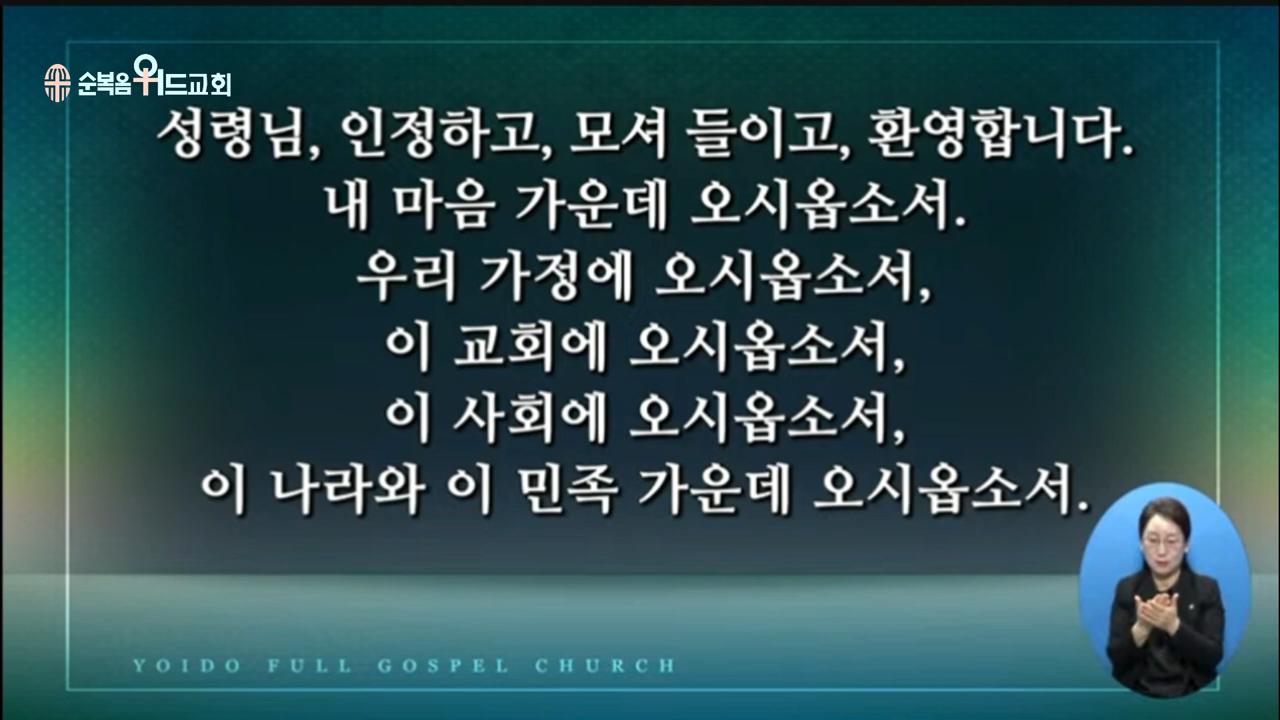 순복음워드교회
성령님, 인정하고, 모셔 들이고, 환영합니다.
내 마음 가운데 오시옵소서.
우리 가정에 오시옵소서,
이 교회에 오시옵소서,
이 사회에 오시옵소서,
이 나라와 이 민족 가운데 오시옵소서.
YOIDO FULL GOSPEL CHURCH